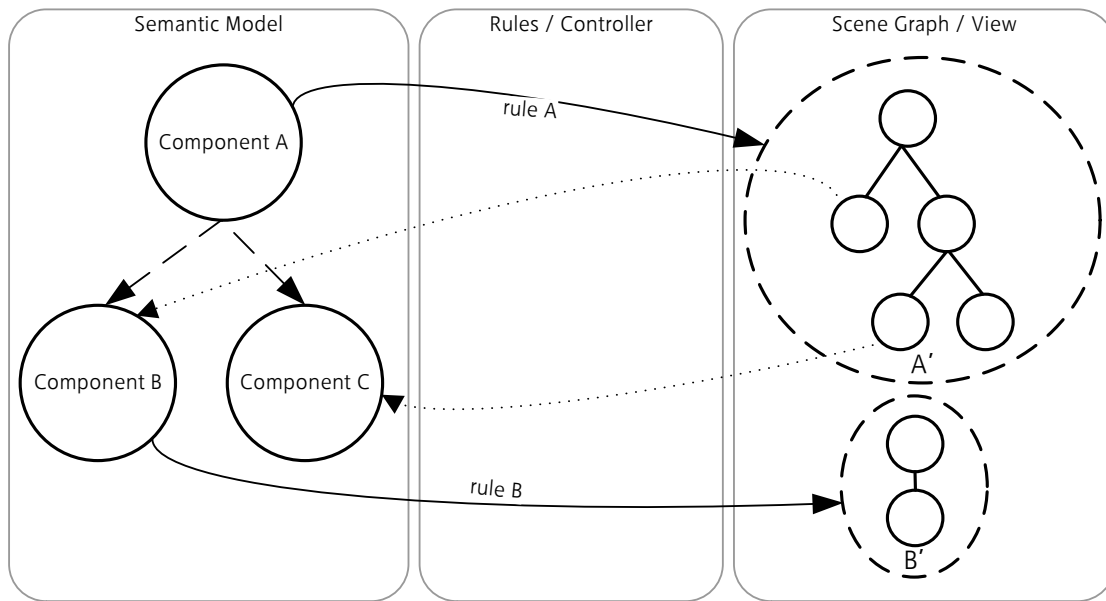 Semantic Model
Rules / Controller
Scene Graph / View
Component A
rule A
Component B
Component C
A’
rule B
B’